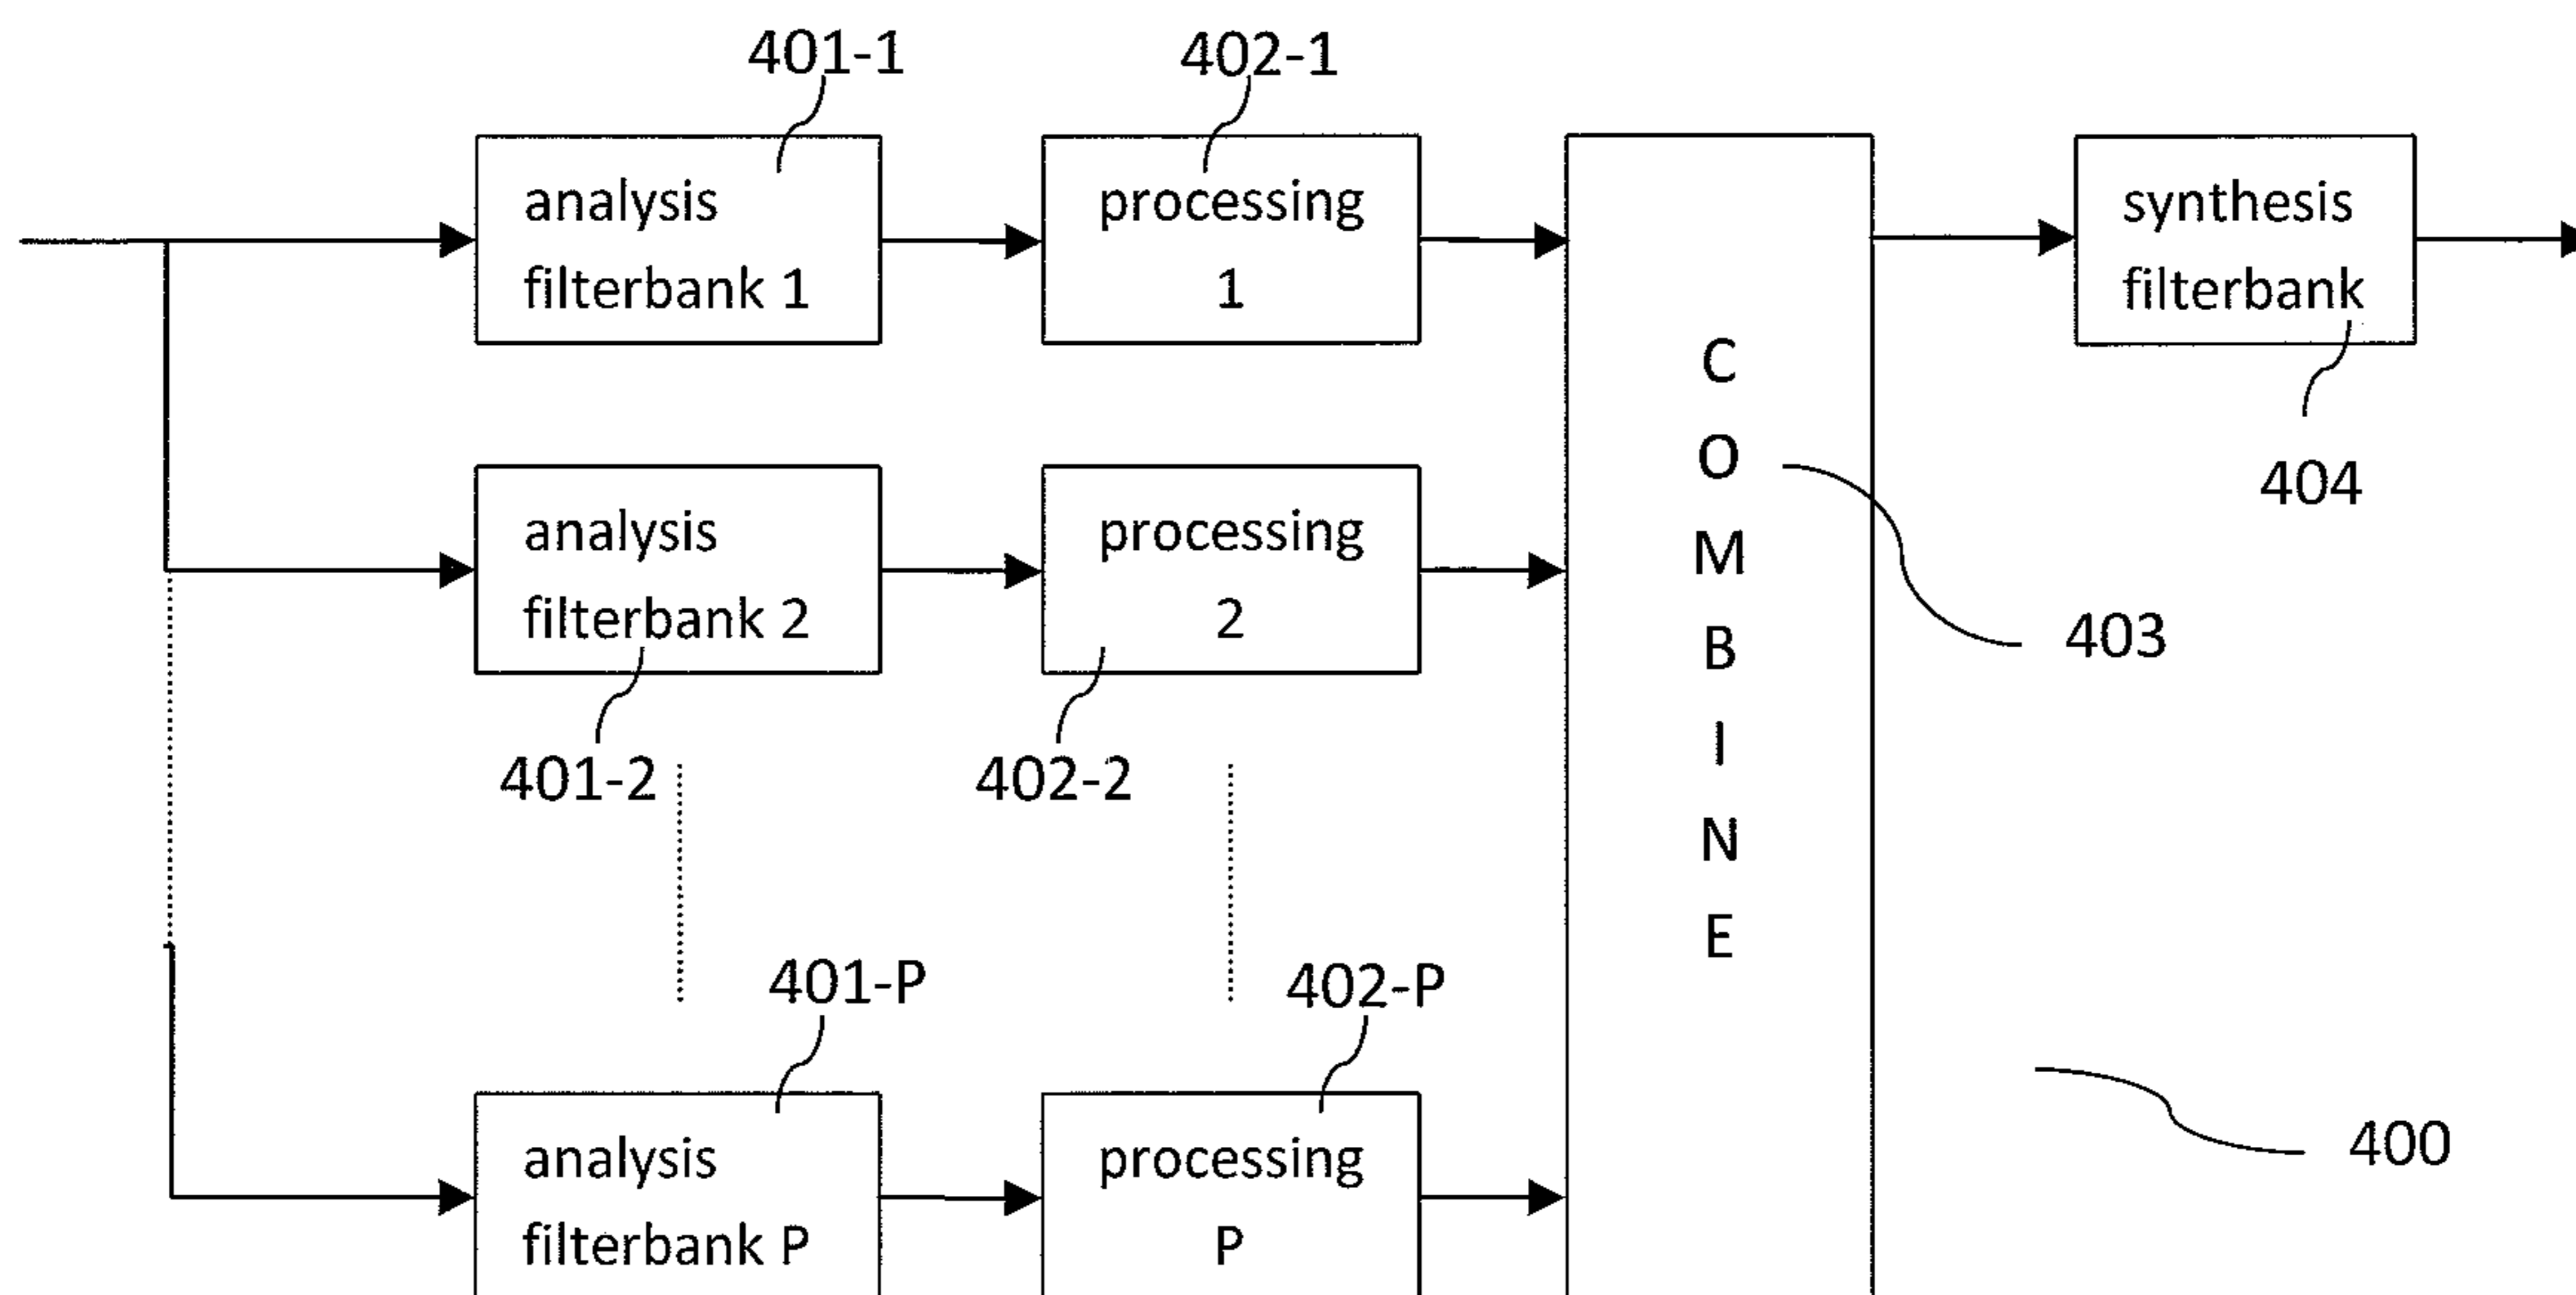 401-1
402-1
analysis
filterbank 1
processing
1
synthesis
filterbank
404
analysis
filterbank 2
processing
2
401-2
402-2
C
O
M
B
I
N
E
403
401-P
402-P
analysis
filterbank P
processing
P
400